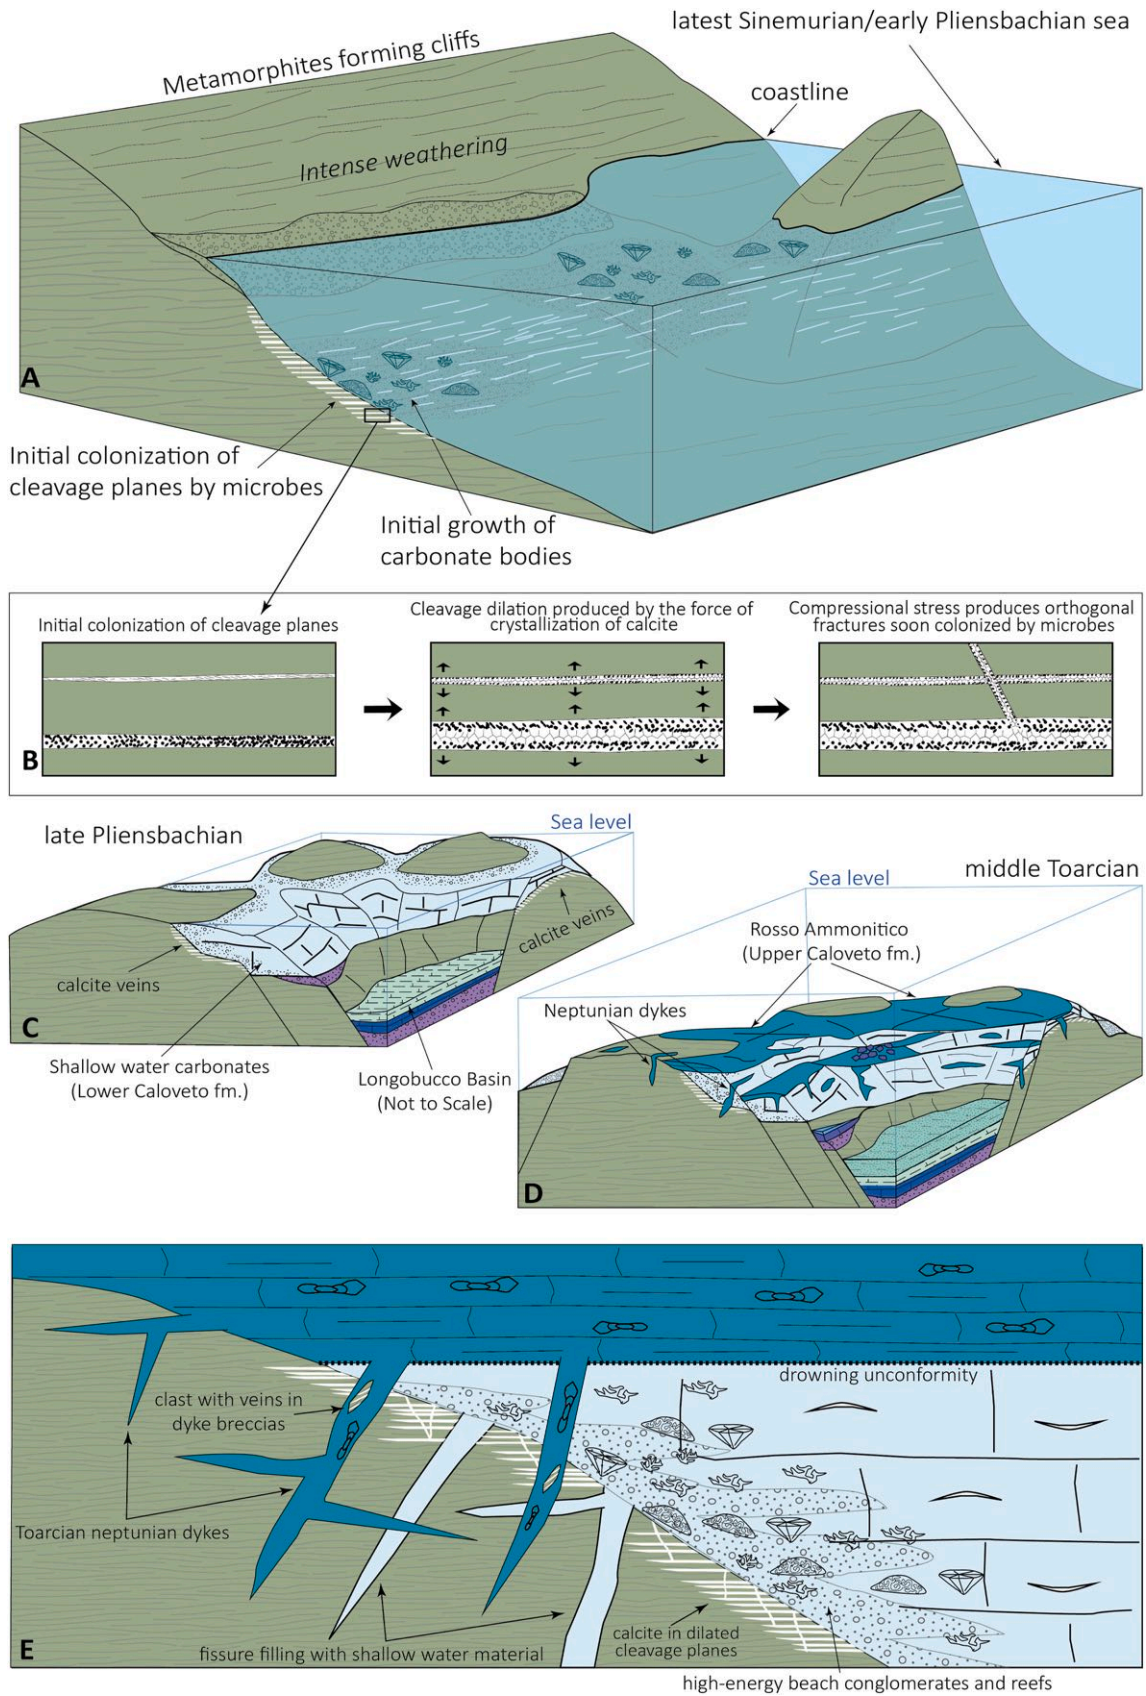 latest Sinemurian/early Pliensbachian sea
Metamorphites forming cliffs
coastline
Intense weathering
A
Initial colonization of
cleavage planes by microbes
Initial growth of
carbonate bodies
Initial colonization of cleavage planes
Cleavage dilation produced by the force of
crystallization of calcite
Compressional stress produces orthogonal
fractures soon colonized by microbes
B
late Pliensbachian
Sea level
calcite veins
calcite veins
C
Shallow water carbonates
(Lower Caloveto fm.)
Longobucco Basin
(Not to Scale)
middle Toarcian
Sea level
Rosso Ammonitico
(Upper Caloveto fm.)
Neptunian dykes
D
drowning unconformity
clast with veins in
dyke breccias
Toarcian neptunian dykes
E
fissure filling with shallow water material
calcite in dilated
cleavage planes
high-energy beach conglomerates and reefs